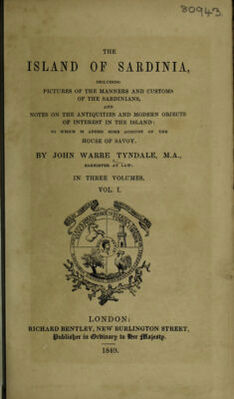 80943.
THE
ISLAND OF SARDINIA,
INCLUDING
PICTURES OF THE MANNERS AND CUSTOMS
OF THE SARDINIANS,
AND
NOTES ON THE ANTIQUITIES AND MODERN OBJECTS
OF INTEREST IN THE ISLAND:
TO WHICH IS ADDED SOME ACCOUNT OF THE
HOUSE OF SAVOY.
BY JOHN WARRE TYNDALE, M.A.,
BARRISTER AT LAW.
IN THREE VOLUMES.
VOL. I.
LONDON:
RICHARD BENTLEY, NEW BURLINGTON STREET,
Publisher in Ordinary to Her Majesty.
1849.